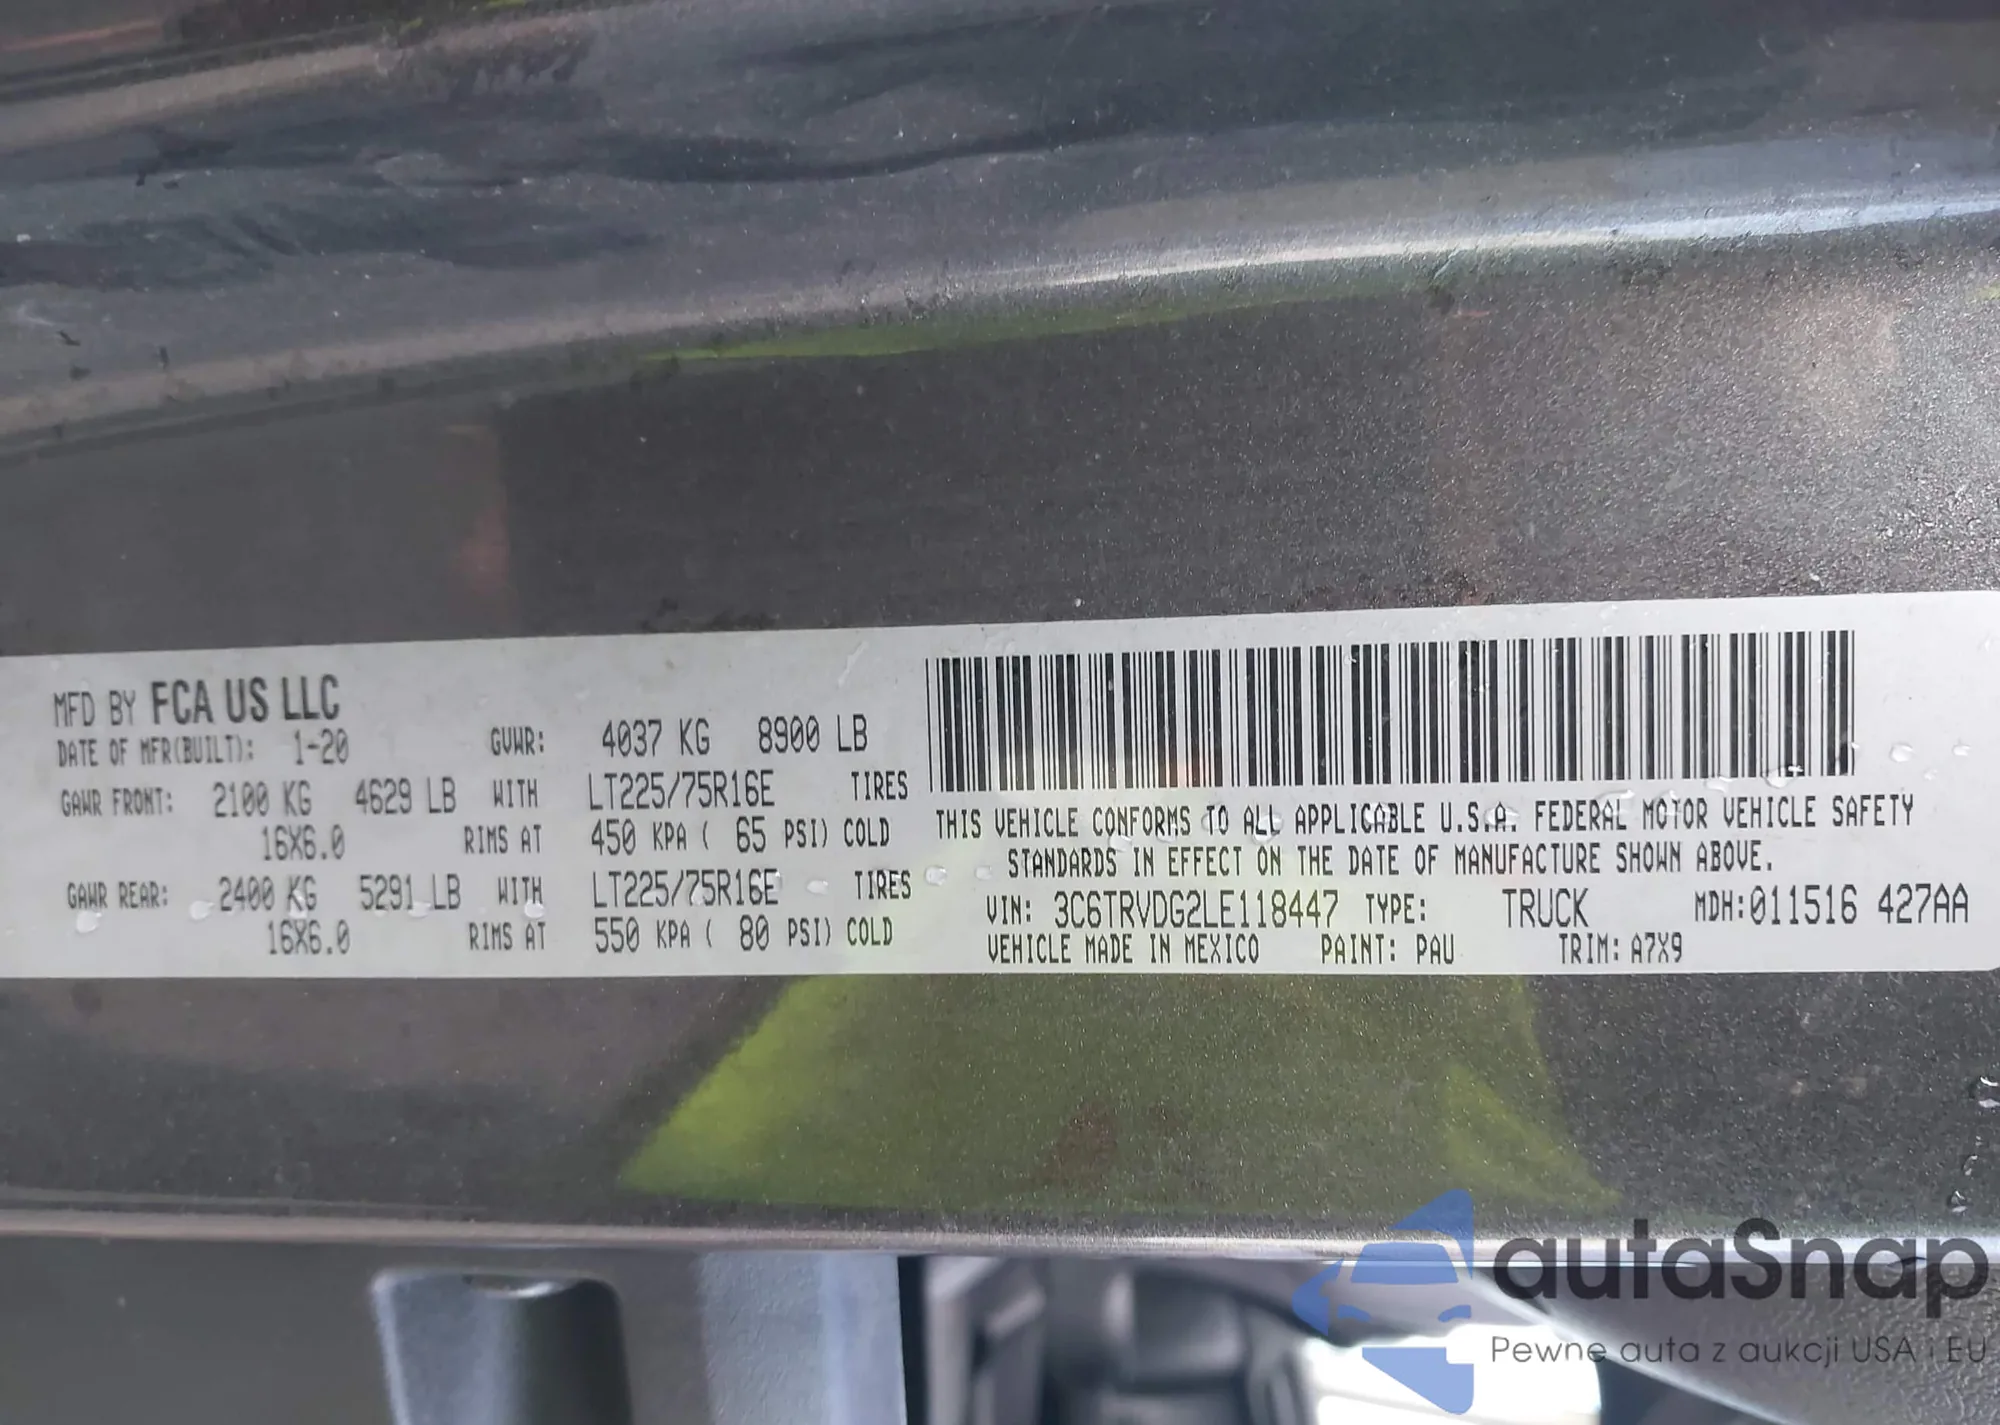 MFD BY FCA US LLC
DATE OF MFR(BUILT): 1-20 GVWR: 4037 KG 8900 LB
GAWR FRONT: 2100 KG 4629 LB WITH LT225/75R16E TIRES
16X6.0 RIMS AT 450 KPA ( 65 PSI) COLD
GAWR REAR: 2400 KG 5291 LB WITH LT225/75R16E TIRES
16X6.0 RIMS AT 550 KPA ( 80 PSI) COLD
THIS VEHICLE CONFORMS TO ALL APPLICABLE U.S.A. FEDERAL MOTOR VEHICLE SAFETY
STANDARDS IN EFFECT ON THE DATE OF MANUFACTURE SHOWN ABOVE.
VIN: 3C6TRVDG2LE118447 TYPE: TRUCK MDH:011516 427AA
VEHICLE MADE IN MEXICO PAINT: PAU TRIM: A7X9
autaSnap
Pewne auta z aukcji USA i EU